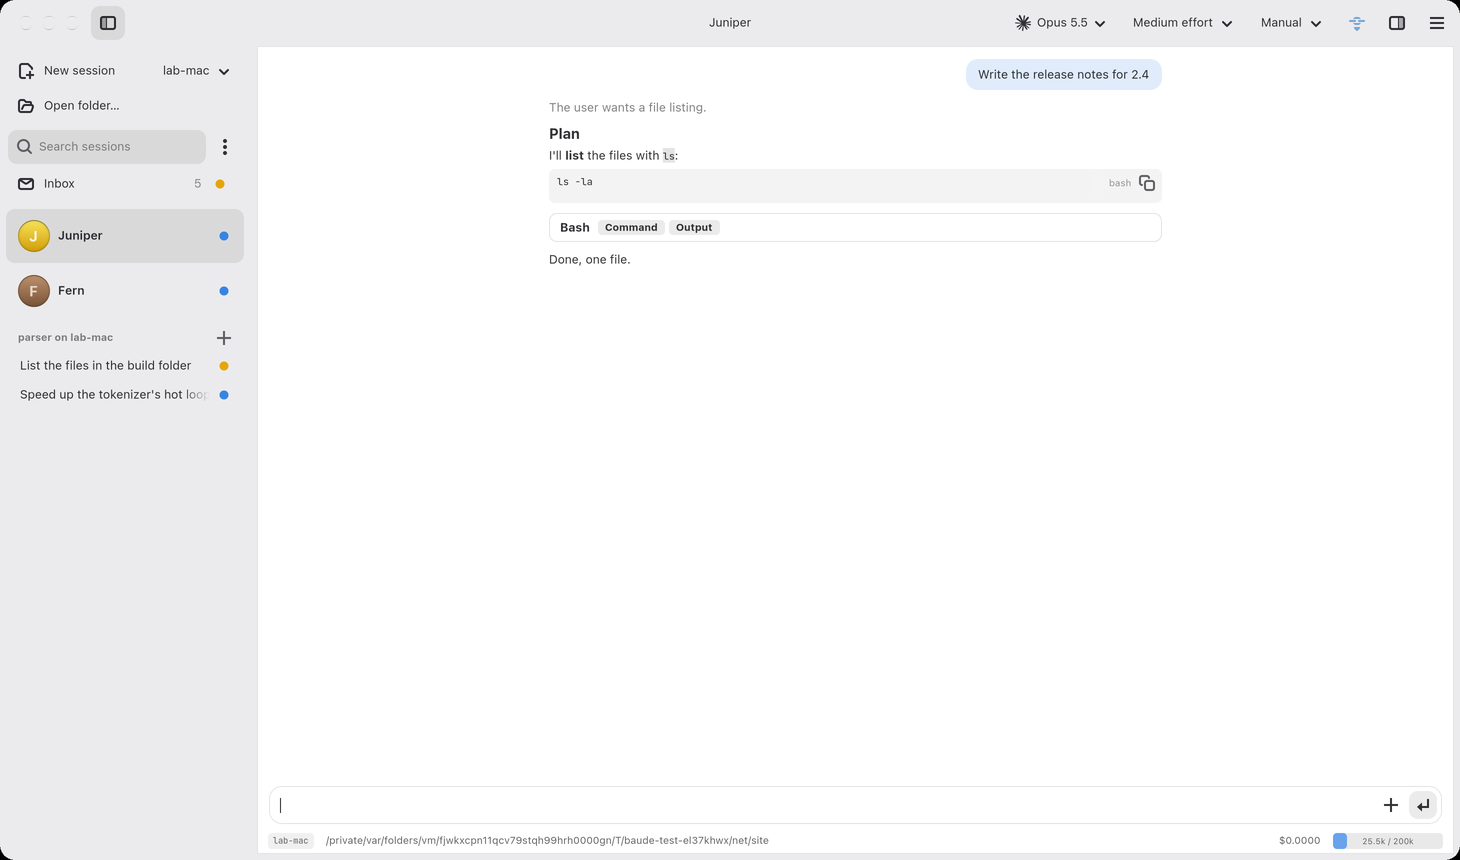 Juniper
Opus 5.5
Medium effort
Manual
New session
lab-mac
Open folder...
Search sessions
Inbox
5
J
Juniper
F
Fern
parser on lab-mac
List the files in the build folder
Speed up the tokenizer's hot loop
Write the release notes for 2.4
The user wants a file listing.
Plan
I'll list the files with ls:
ls -la
bash
Bash Command Output
Done, one file.
lab-mac
/private/var/folders/vm/fjwkxcpn11qcv79stqh99hrh0000gn/T/baude-test-el37khwx/net/site
$0.0000
25.5k / 200k